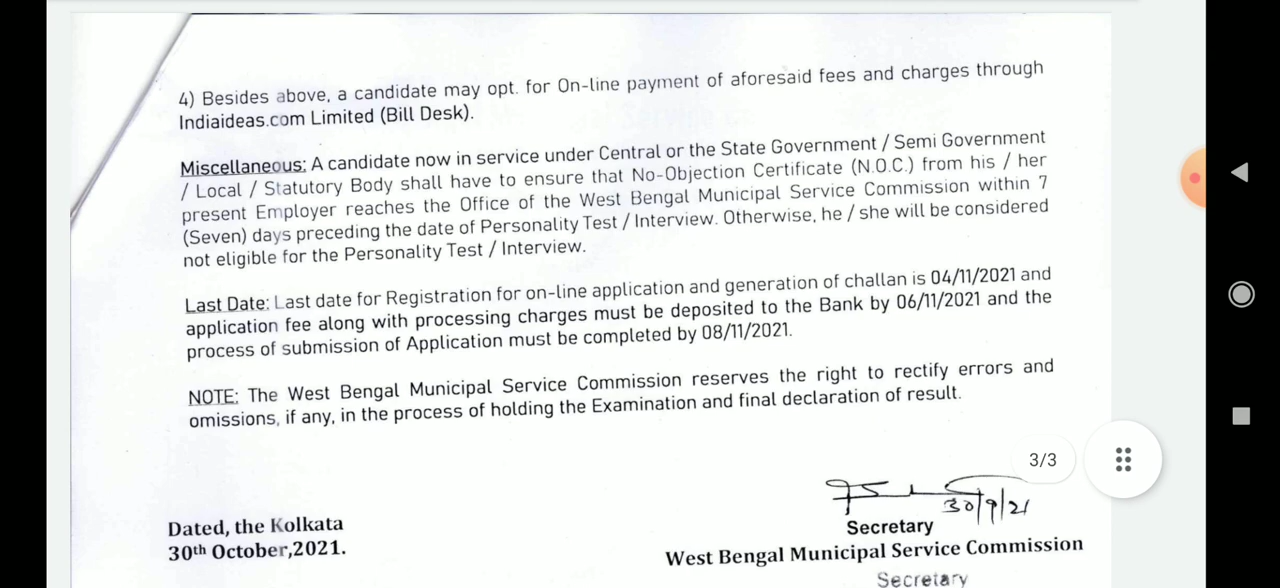 4) Besides above, a candidate may opt. for On-line payment of aforesaid fees and charges through
Indiaideas.com Limited (Bill Desk).
Miscellaneous: A candidate now in service under Central or the State Government / Semi Government
/ Local / Statutory Body shall have to ensure that No-Objection Certificate (N.O.C.) from his / her
present Employer reaches the Office of the West Bengal Municipal Service Commission within 7
(Seven) days preceding the date of Personality Test / Interview. Otherwise, he / she will be considered
not eligible for the Personality Test / Interview.
Last Date: Last date for Registration for on-line application and generation of challan is 04/11/2021 and
application fee along with processing charges must be deposited to the Bank by 06/11/2021 and the
process of submission of Application must be completed by 08/11/2021.
NOTE: The West Bengal Municipal Service Commission reserves the right to rectify errors and
omissions, if any, in the process of holding the Examination and final declaration of result.
3/3
30/9/21
Dated, the Kolkata
30th October,2021.
Secretary
West Bengal Municipal Service Commission
Secretary